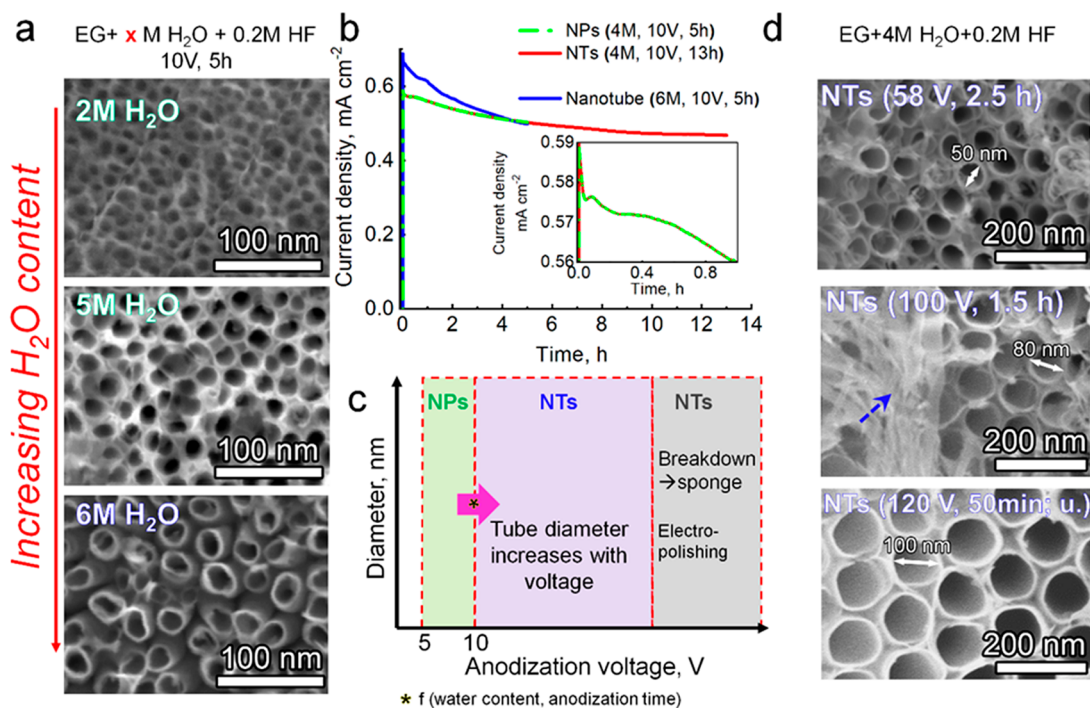 a
EG+ x M H₂O + 0.2M HF
10V, 5h
Increasing H₂O content
2M H₂O
100 nm
5M H₂O
100 nm
6M H₂O
100 nm
b
NPs (4M, 10V, 5h)
NTs (4M, 10V, 13h)
Nanotube (6M, 10V, 5h)
Current density, mA cm⁻²
0.6
0.4
0.2
0.0
0 2 4 6 8 10 12 14
Time, h
Current density
mA cm⁻²
0.59
0.58
0.57
0.56
0.0 0.4 0.8
Time, h
c
NPs
NTs
NTs
Breakdown
→sponge
Electro-
polishing
*
Tube diameter
increases with
voltage
Diameter, nm
5 10
Anodization voltage, V
* f (water content, anodization time)
d
EG+4M H₂O+0.2M HF
NTs (58 V, 2.5 h)
50 nm
200 nm
NTs (100 V, 1.5 h)
80 nm
200 nm
NTs (120 V, 50min; u.)
100 nm
200 nm